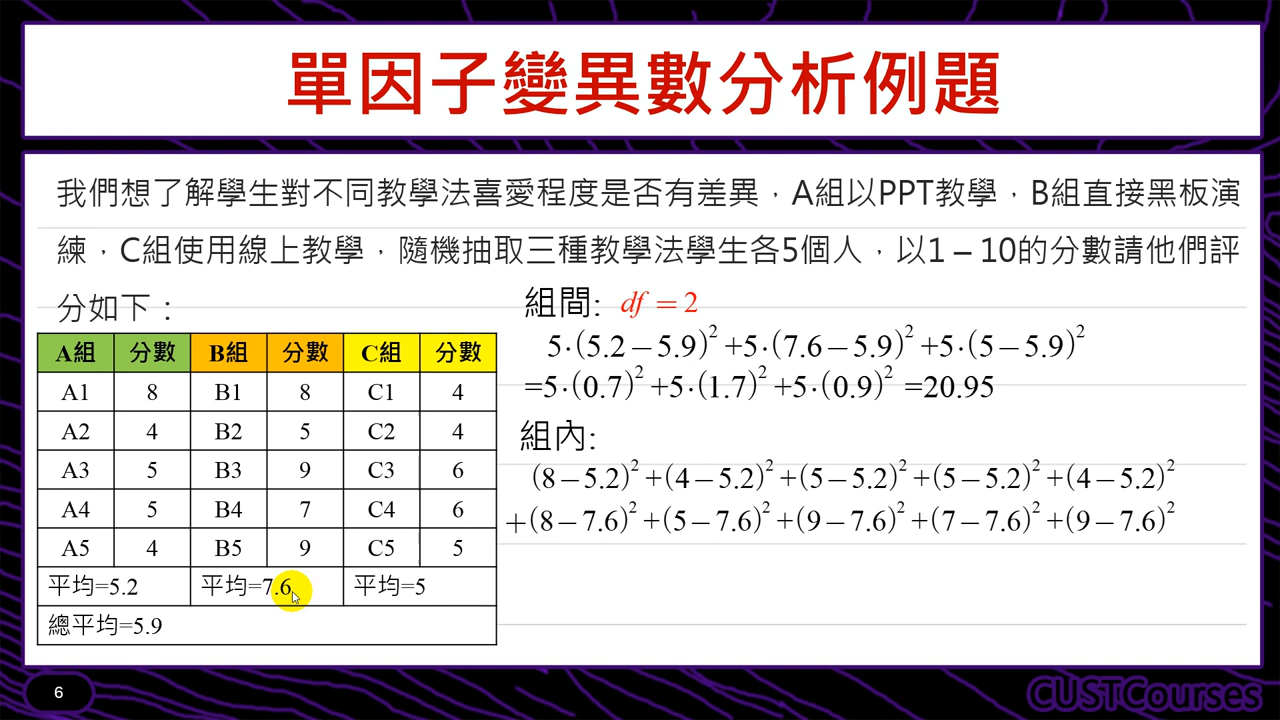 單因子變異數分析例題
我們想了解學生對不同教學法喜愛程度是否有差異，A組以PPT教學，B組直接黑板演
練，C組使用線上教學，隨機抽取三種教學法學生各5個人，以1－10的分數請他們評
分如下：
A組 分數 B組 分數 C組 分數
A1 8 B1 8 C1 4
A2 4 B2 5 C2 4
A3 5 B3 9 C3 6
A4 5 B4 7 C4 6
A5 4 B5 9 C5 5
平均=5.2 平均=7.6 平均=5
總平均=5.9
組間: df = 2
5·(5.2−5.9)²+5·(7.6−5.9)²+5·(5−5.9)²
=5·(0.7)²+5·(1.7)²+5·(0.9)² =20.95
組內:
(8−5.2)²+(4−5.2)²+(5−5.2)²+(5−5.2)²+(4−5.2)²
+(8−7.6)²+(5−7.6)²+(9−7.6)²+(7−7.6)²+(9−7.6)²
6
CUSTCourses